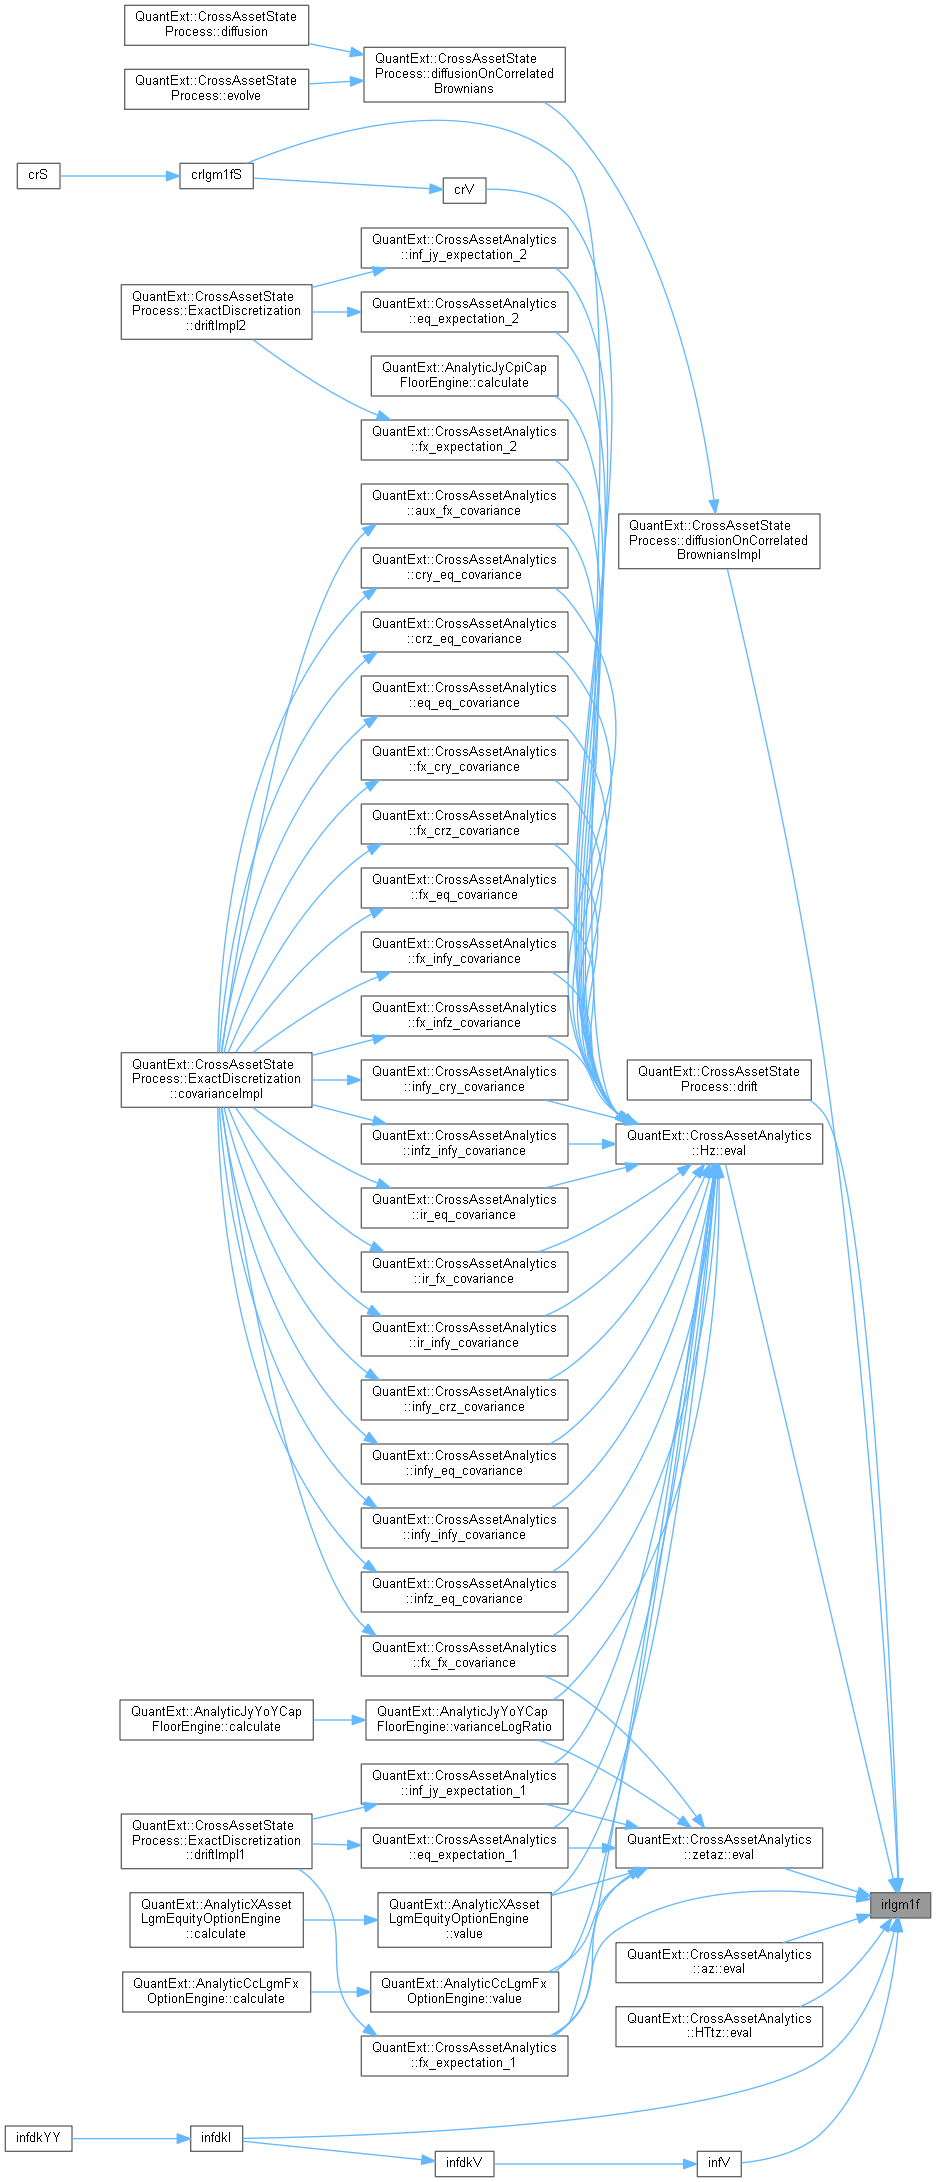 QuantExt::CrossAssetState
Process::diffusion
QuantExt::CrossAssetState
Process::diffusionOnCorrelated
Brownians
QuantExt::CrossAssetState
Process::evolve
crS
crlgm1fS
crV
QuantExt::CrossAssetAnalytics
::inf_jy_expectation_2
QuantExt::CrossAssetState
Process::ExactDiscretization
::driftImpl2
QuantExt::CrossAssetAnalytics
::eq_expectation_2
QuantExt::AnalyticJyCpiCap
FloorEngine::calculate
QuantExt::CrossAssetAnalytics
::fx_expectation_2
QuantExt::CrossAssetAnalytics
::aux_fx_covariance
QuantExt::CrossAssetState
Process::diffusionOnCorrelated
BrowniansImpl
QuantExt::CrossAssetAnalytics
::cry_eq_covariance
QuantExt::CrossAssetAnalytics
::crz_eq_covariance
QuantExt::CrossAssetAnalytics
::eq_eq_covariance
QuantExt::CrossAssetAnalytics
::fx_cry_covariance
QuantExt::CrossAssetAnalytics
::fx_crz_covariance
QuantExt::CrossAssetAnalytics
::fx_eq_covariance
QuantExt::CrossAssetAnalytics
::fx_infy_covariance
QuantExt::CrossAssetAnalytics
::fx_infz_covariance
QuantExt::CrossAssetState
Process::ExactDiscretization
::covarianceImpl
QuantExt::CrossAssetAnalytics
::infy_cry_covariance
QuantExt::CrossAssetState
Process::drift
QuantExt::CrossAssetAnalytics
::infz_infy_covariance
QuantExt::CrossAssetAnalytics
::Hz::eval
QuantExt::CrossAssetAnalytics
::ir_eq_covariance
QuantExt::CrossAssetAnalytics
::ir_fx_covariance
QuantExt::CrossAssetAnalytics
::ir_infy_covariance
QuantExt::CrossAssetAnalytics
::infy_crz_covariance
QuantExt::CrossAssetAnalytics
::infy_eq_covariance
QuantExt::CrossAssetAnalytics
::infy_infy_covariance
QuantExt::CrossAssetAnalytics
::infz_eq_covariance
QuantExt::CrossAssetAnalytics
::fx_fx_covariance
QuantExt::AnalyticJyYoYCap
FloorEngine::calculate
QuantExt::AnalyticJyYoYCap
FloorEngine::varianceLogRatio
QuantExt::CrossAssetAnalytics
::inf_jy_expectation_1
QuantExt::CrossAssetState
Process::ExactDiscretization
::driftImpl1
QuantExt::CrossAssetAnalytics
::eq_expectation_1
QuantExt::CrossAssetAnalytics
::zetaz::eval
QuantExt::AnalyticXAsset
LgmEquityOptionEngine
::calculate
QuantExt::AnalyticXAsset
LgmEquityOptionEngine
::value
irlgm1f
QuantExt::CrossAssetAnalytics
::az::eval
QuantExt::AnalyticCcLgmFx
OptionEngine::calculate
QuantExt::AnalyticCcLgmFx
OptionEngine::value
QuantExt::CrossAssetAnalytics
::HTtz::eval
QuantExt::CrossAssetAnalytics
::fx_expectation_1
infdkYY
infdkI
infdkV
infV